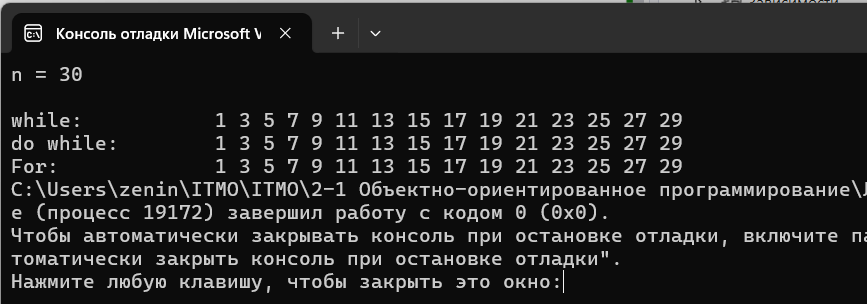 Консоль отладки Microsoft V
n = 30
while: 1 3 5 7 9 11 13 15 17 19 21 23 25 27 29
do while: 1 3 5 7 9 11 13 15 17 19 21 23 25 27 29
For: 1 3 5 7 9 11 13 15 17 19 21 23 25 27 29
C:\Users\zenin\ITMO\ITMO\2-1 Объектно-ориентированное программирование\Л
е (процесс 19172) завершил работу с кодом 0 (0x0).
Чтобы автоматически закрывать консоль при остановке отладки, включите па
томатически закрыть консоль при остановке отладки".
Нажмите любую клавишу, чтобы закрыть это окно: